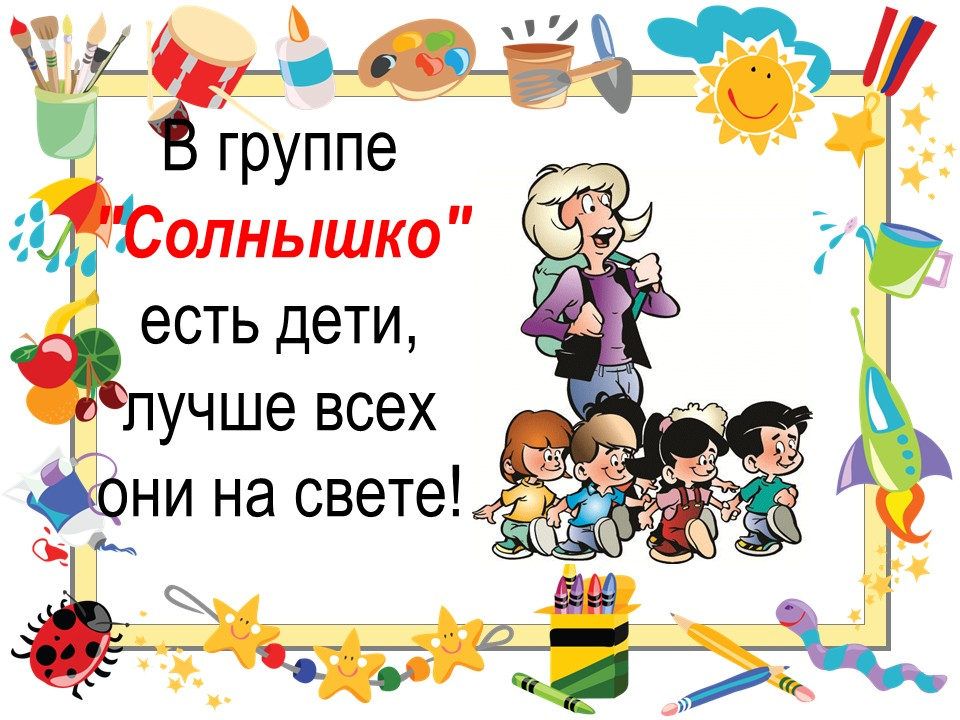 В группе
"Солнышко"
есть дети,
лучше всех
они на свете!